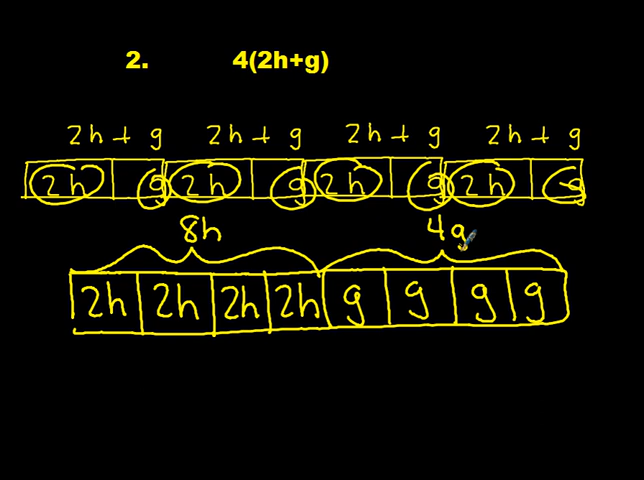 2. 4(2h+g)
2h + g 2h + g 2h + g 2h + g
2h g 2h g 2h g 2h g
8h 4g
2h 2h 2h 2h g g g g